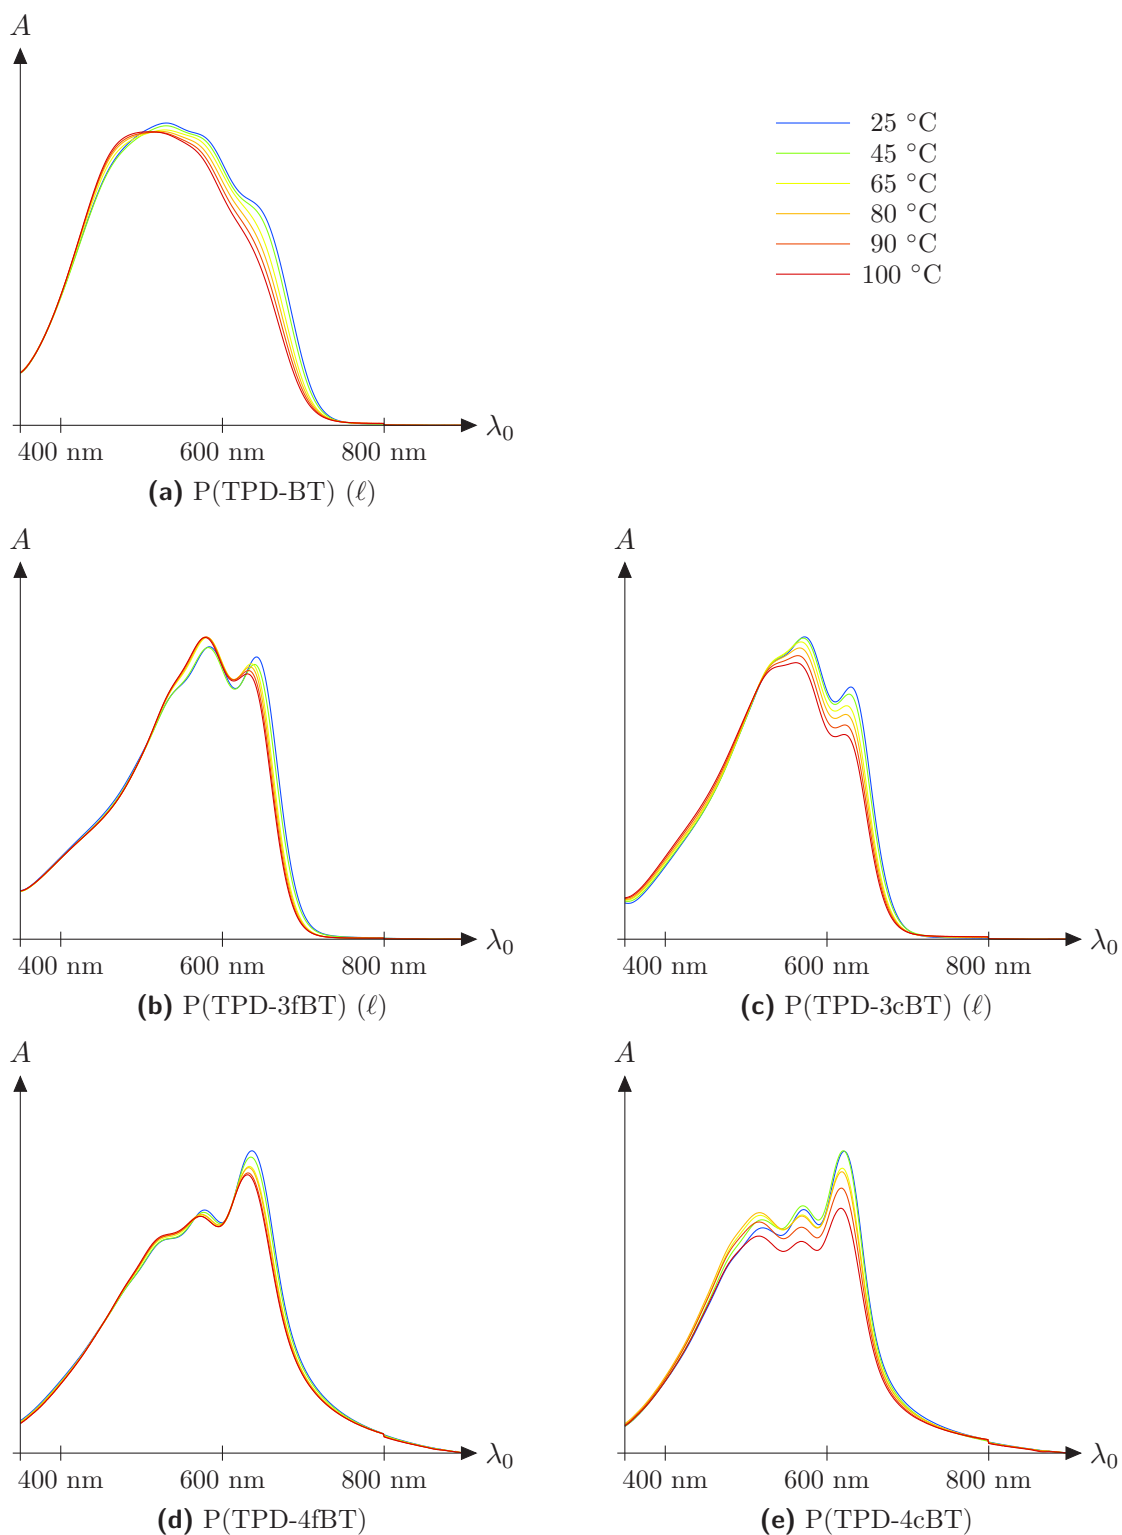 A
25 °C
45 °C
65 °C
80 °C
90 °C
100 °C
λ₀
400 nm 600 nm 800 nm
(a) P(TPD-BT) (ℓ)
A
λ₀
400 nm 600 nm 800 nm
(b) P(TPD-3fBT) (ℓ)
A
λ₀
400 nm 600 nm 800 nm
(c) P(TPD-3cBT) (ℓ)
A
λ₀
400 nm 600 nm 800 nm
(d) P(TPD-4fBT)
A
λ₀
400 nm 600 nm 800 nm
(e) P(TPD-4cBT)